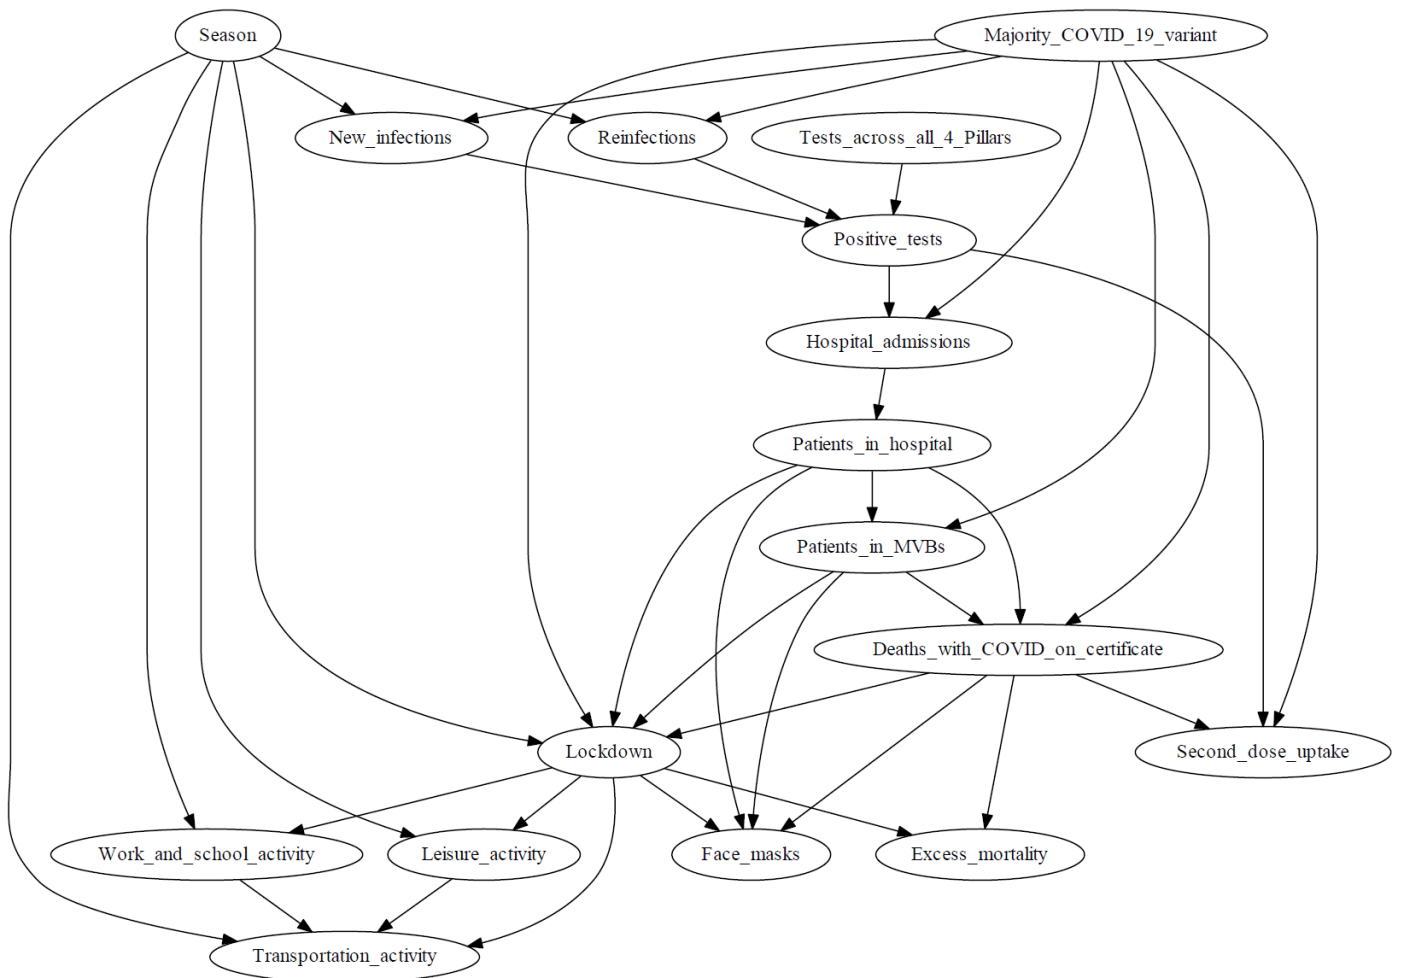 Season
Majority_COVID_19_variant
New_infections
Reinfections
Tests_across_all_4_Pillars
Positive_tests
Hospital_admissions
Patients_in_hospital
Patients_in_MVBs
Deaths_with_COVID_on_certificate
Lockdown
Second_dose_uptake
Work_and_school_activity
Leisure_activity
Face_masks
Excess_mortality
Transportation_activity